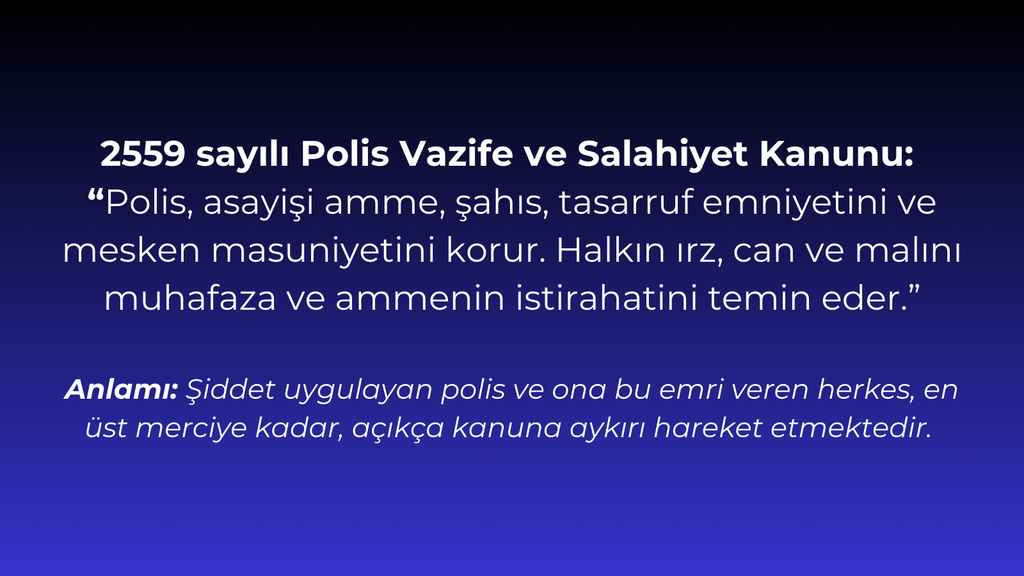 2559 sayılı Polis Vazife ve Salahiyet Kanunu:
“Polis, asayişi amme, şahıs, tasarruf emniyetini ve
mesken masuniyetini korur. Halkın ırz, can ve malını
muhafaza ve ammenin istirahatini temin eder.”
Anlamı: Şiddet uygulayan polis ve ona bu emri veren herkes, en
üst merciye kadar, açıkça kanuna aykırı hareket etmektedir.